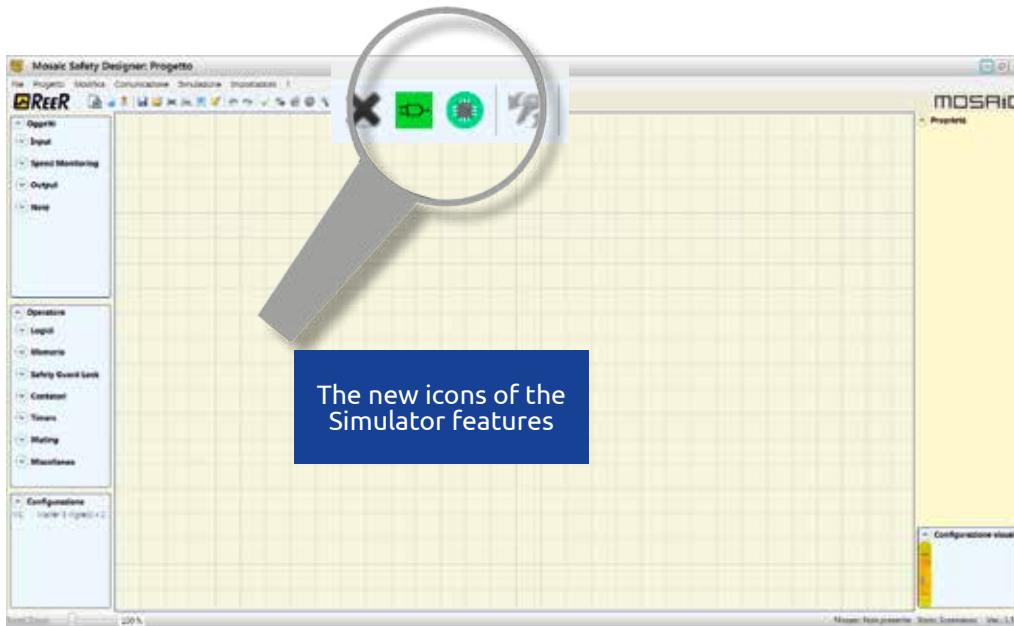 Mosaic Safety Designer: Progetto
File Progetto Modifica Comunicazione Simulazione Impostazioni ?
REER
MOSAIC
Oggetti
Input
Speed Monitoring
Output
Note
Proprietà
Operatore
Logici
Memorie
Safety Guard Lock
Contatori
Timers
Muting
Miscellanea
The new icons of the
Simulator features
Configurazione
Configurazione visual